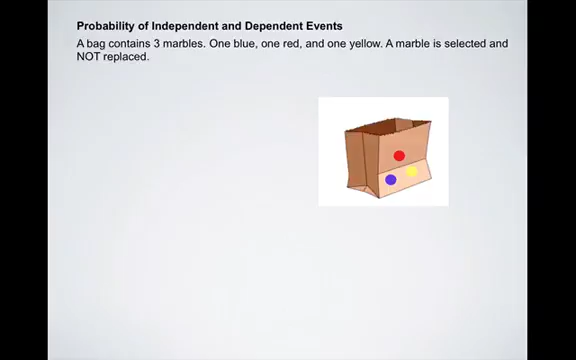 Probability of Independent and Dependent Events
A bag contains 3 marbles. One blue, one red, and one yellow. A marble is selected and
NOT replaced.